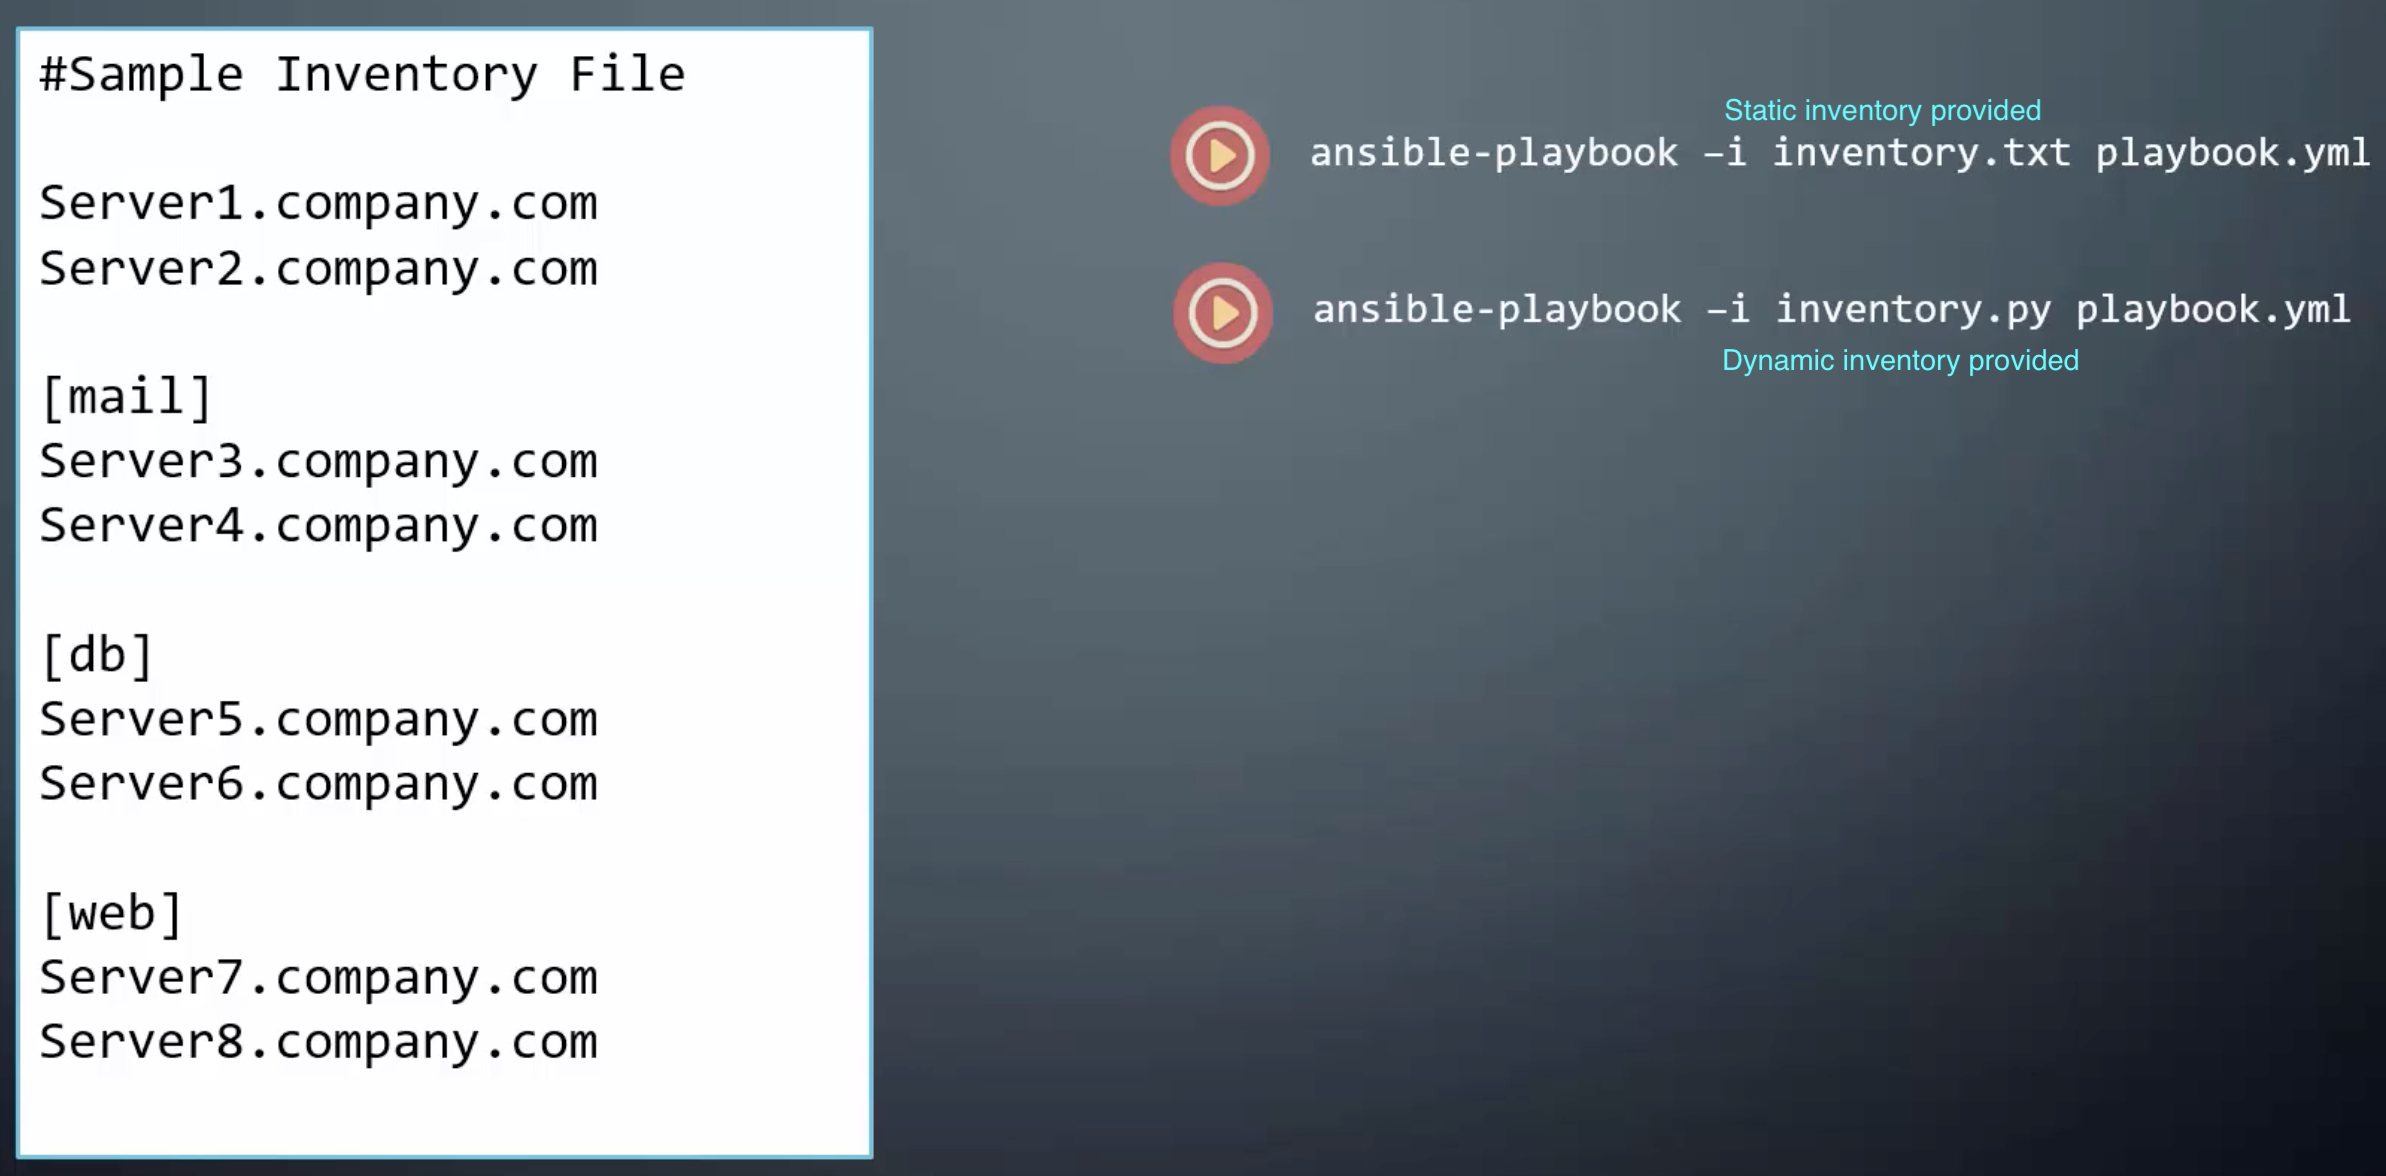 #Sample Inventory File
Server1.company.com
Server2.company.com
[mail]
Server3.company.com
Server4.company.com
[db]
Server5.company.com
Server6.company.com
[web]
Server7.company.com
Server8.company.com
Static inventory provided
ansible-playbook –i inventory.txt playbook.yml
ansible-playbook –i inventory.py playbook.yml
Dynamic inventory provided